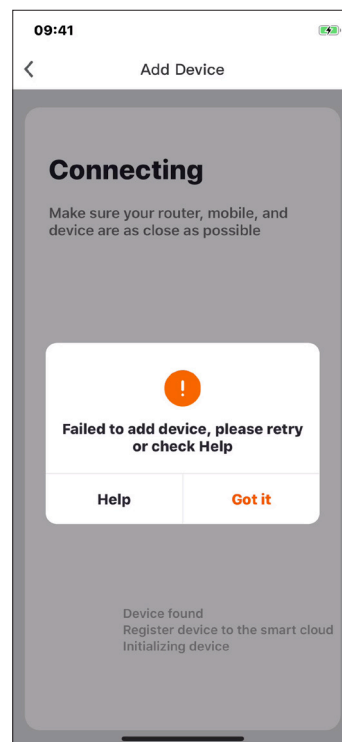 09:41
Add Device
Connecting
Make sure your router, mobile, and
device are as close as possible
Failed to add device, please retry
or check Help
Help
Got it
Device found
Register device to the smart cloud
Initializing device